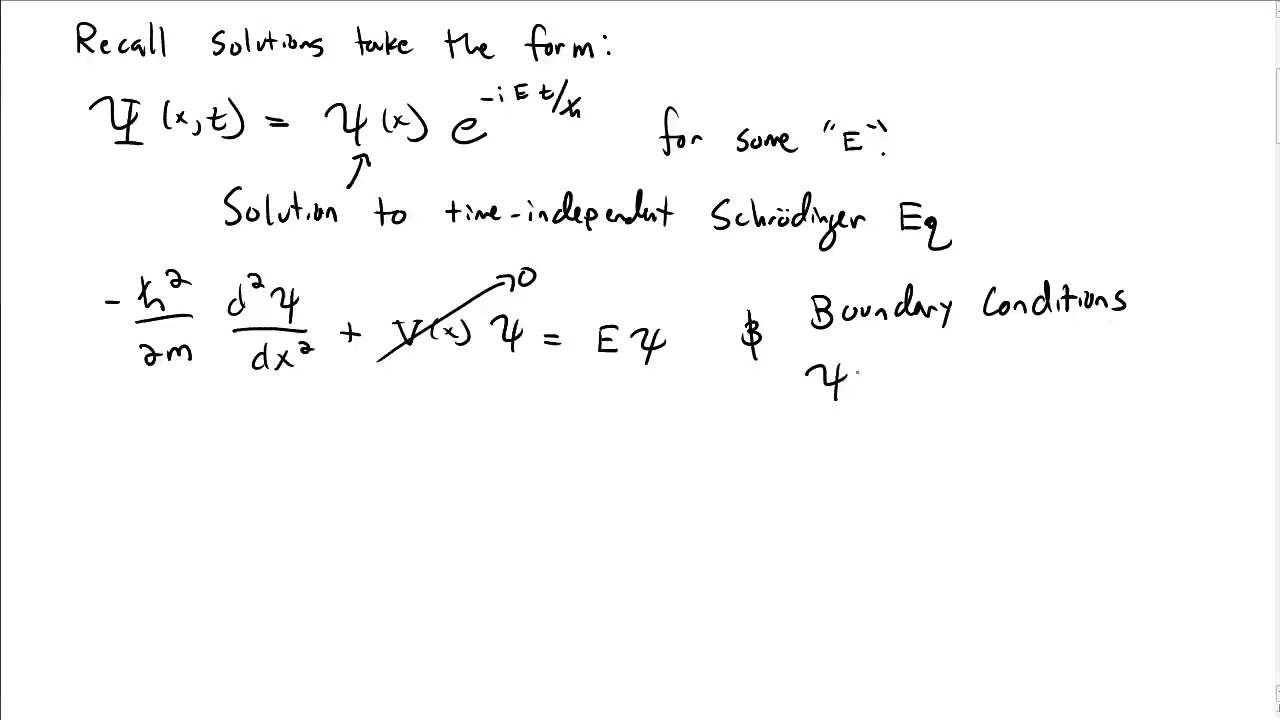 Recall solutions take the form:
Ψ(x,t) = ψ(x) e^{-iEt/ħ} for some "E".
Solution to time-independent Schrödinger Eq
-ħ²/2m d²ψ/dx² + V(x) ψ = E ψ & Boundary Conditions
0
ψ